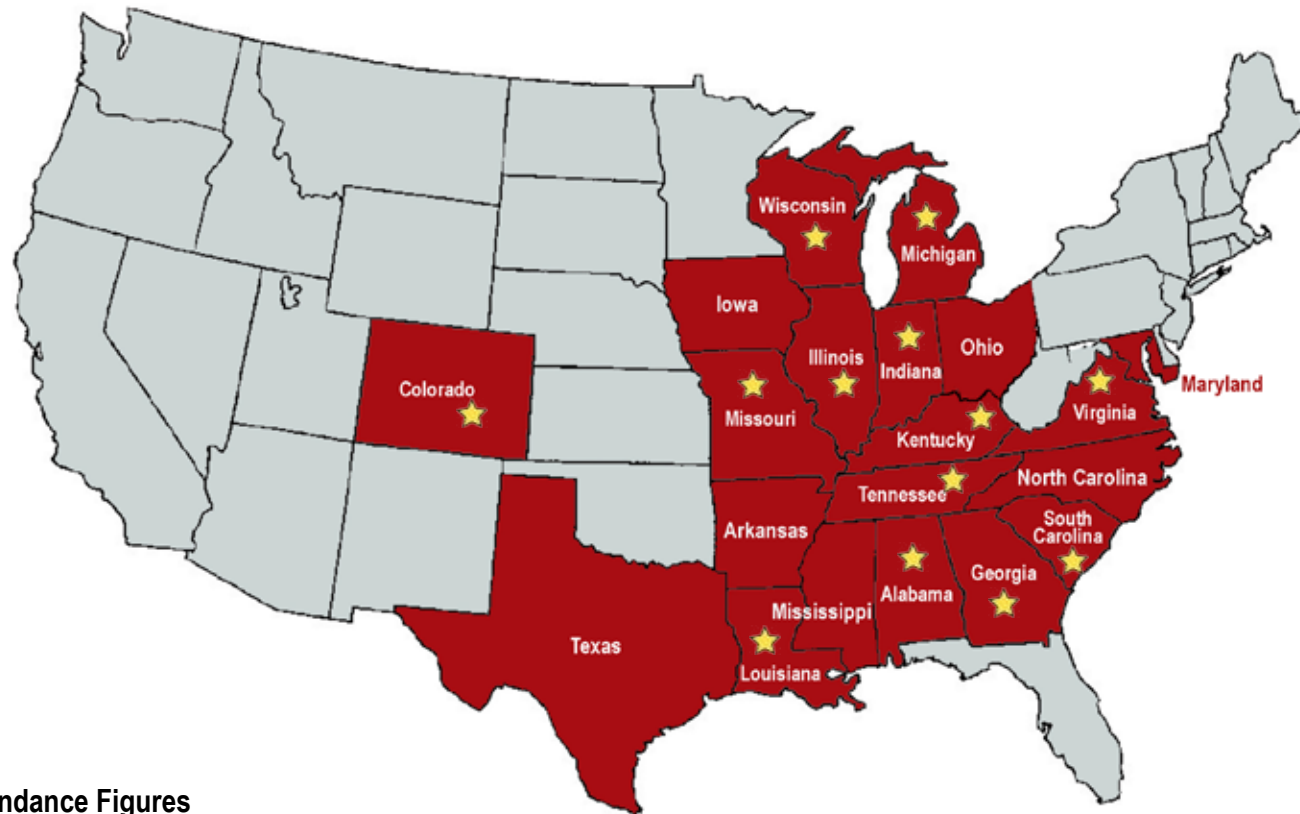 Wisconsin
Michigan
Iowa
Illinois
Indiana
Ohio
Maryland
Colorado
Missouri
Virginia
Kentucky
Tennessee
North Carolina
South
Carolina
Arkansas
Georgia
Alabama
Mississippi
Texas
Louisiana
ndance Figures